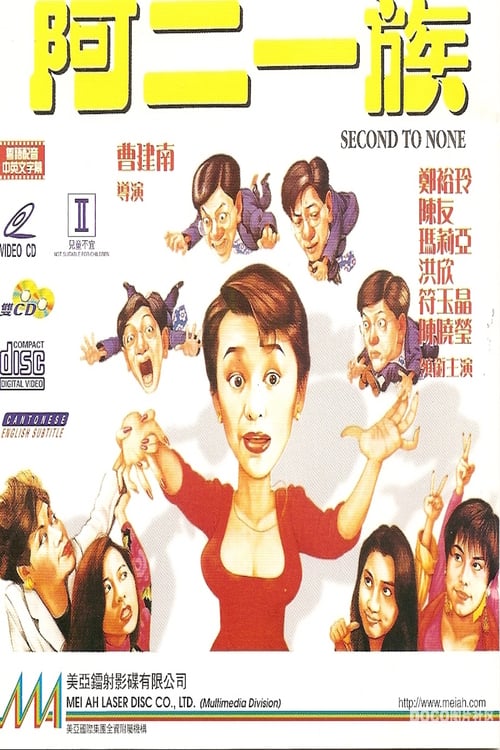 阿二一族
SECOND TO NONE
粵語配音
中英文字幕
曹建南
導演
鄭裕玲
陳友
瑪莉亞
洪欣
符玉晶
陳曉瑩
領銜主演
VIDEO CD
II
兒童不宜
NOT SUITABLE FOR CHILDREN
雙CD
COMPACT
disc
DIGITAL VIDEO
CANTONESE
ENGLISH SUBTITLE
美亞鐳射影碟有限公司
MEI AH LASER DISC CO., LTD. (Multimedia Division)
美亞國際集團全資附屬機構
http://www.meiah.com